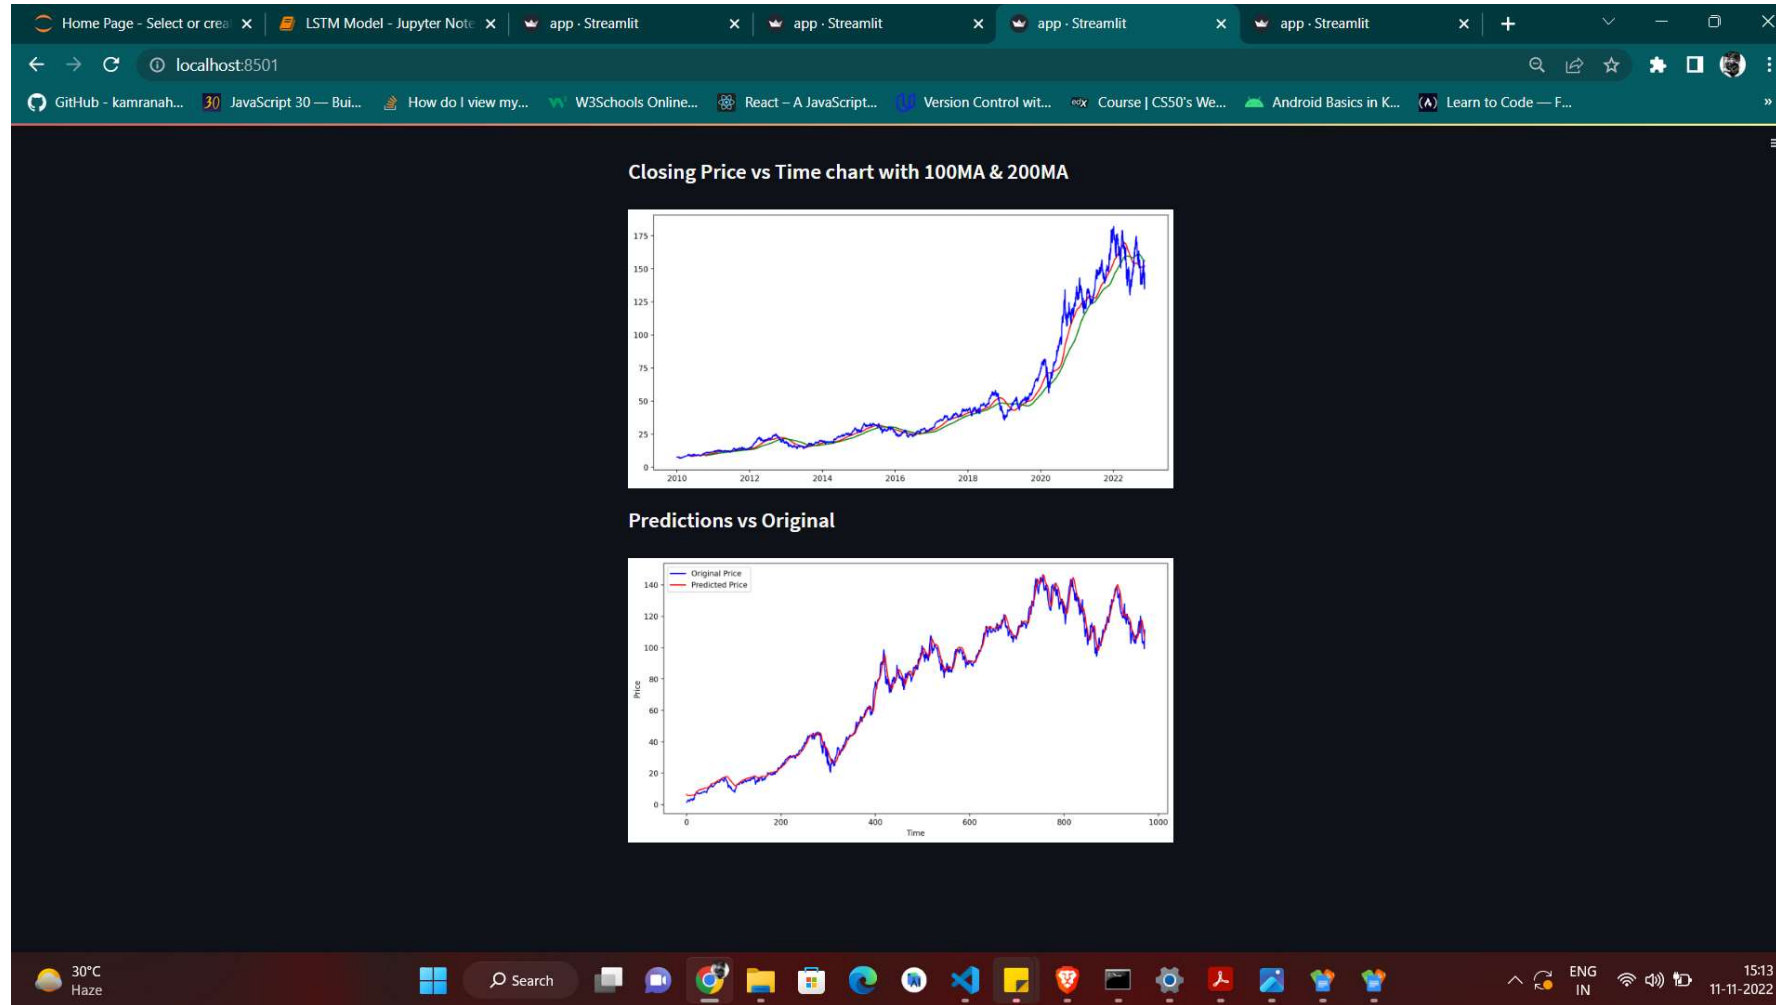 Home Page - Select or crea
LSTM Model - Jupyter Note
app · Streamlit
app · Streamlit
app · Streamlit
app · Streamlit
localhost:8501
GitHub - kamranah...
30 JavaScript 30 — Bui...
How do I view my...
W3Schools Online...
React – A JavaScript...
Version Control wit...
edX Course | CS50's We...
Android Basics in K...
Learn to Code — F...
»
Closing Price vs Time chart with 100MA & 200MA
175
150
125
100
75
50
25
0
2010 2012 2014 2016 2018 2020 2022
Predictions vs Original
Original Price
Predicted Price
140
120
100
80
60
40
20
0
Price
0 200 400 600 800 1000
Time
30°C
Haze
Search
ENG
IN
15:13
11-11-2022